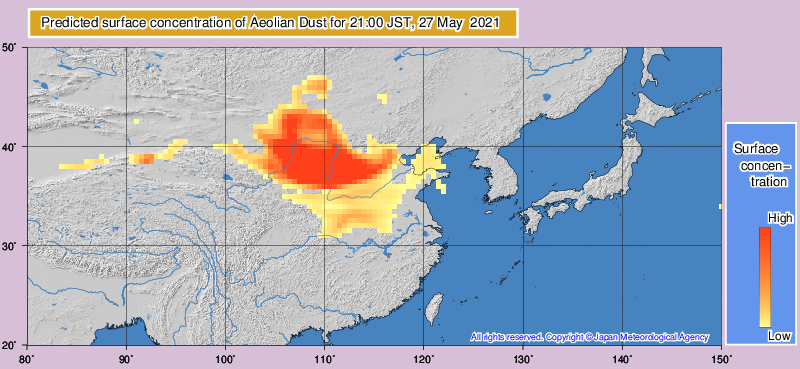 Predicted surface concentration of Aeolian Dust for 21:00 JST, 27 May 2021
50˚
40˚
30˚
20˚
80˚ 90˚ 100˚ 110˚ 120˚ 130˚ 140˚ 150˚
All rights reserved. Copyright © Japan Meteorological Agency
Surface
concen–
tration
High
Low